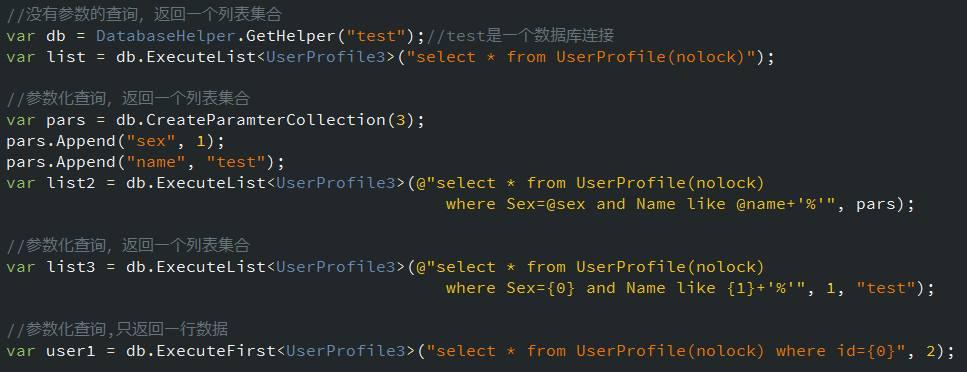 //没有参数的查询，返回一个列表集合
var db = DatabaseHelper.GetHelper("test");//test是一个数据库连接
var list = db.ExecuteList<UserProfile3>("select * from UserProfile(nolock)");
//参数化查询，返回一个列表集合
var pars = db.CreateParamterCollection(3);
pars.Append("sex", 1);
pars.Append("name", "test");
var list2 = db.ExecuteList<UserProfile3>(@"select * from UserProfile(nolock)
where Sex=@sex and Name like @name+'%'", pars);
//参数化查询，返回一个列表集合
var list3 = db.ExecuteList<UserProfile3>(@"select * from UserProfile(nolock)
where Sex={0} and Name like {1}+'%'", 1, "test");
//参数化查询,只返回一行数据
var user1 = db.ExecuteFirst<UserProfile3>("select * from UserProfile(nolock) where id={0}", 2);